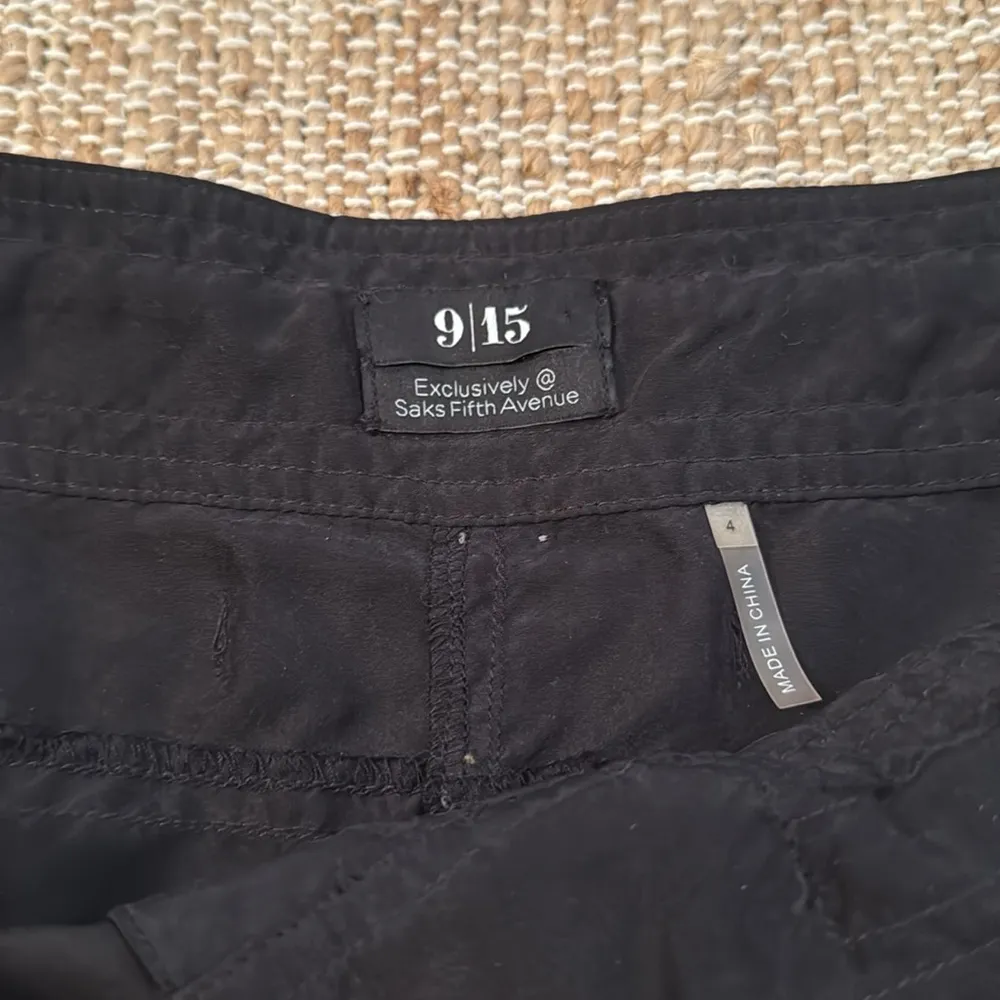 9|15
Exclusively @
Saks Fifth Avenue
4
MADE IN CHINA